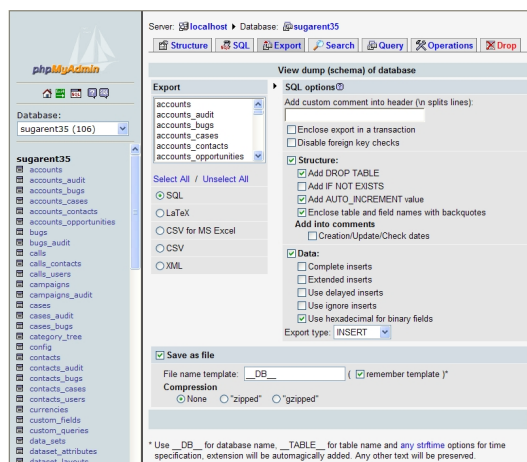 phpMyAdmin
Database:
sugarent35 (106)
sugarent35
accounts
accounts_audit
accounts_bugs
accounts_cases
accounts_contacts
accounts_opportunities
bugs
bugs_audit
calls
calls_contacts
calls_users
campaigns
campaigns_audit
cases
cases_audit
cases_bugs
category_tree
config
contacts
contacts_audit
contacts_bugs
contacts_cases
contacts_users
currencies
custom_fields
custom_queries
data_sets
dataset_attributes
dataset_layouts
Server: localhost ▸ Database: sugarent35
Structure SQL Export Search Query Operations Drop
View dump (schema) of database
Export
accounts
accounts_audit
accounts_bugs
accounts_cases
accounts_contacts
accounts_opportunities
Select All / Unselect All
SQL
LaTeX
CSV for MS Excel
CSV
XML
SQL options
Add custom comment into header (\n splits lines):
Enclose export in a transaction
Disable foreign key checks
Structure:
Add DROP TABLE
Add IF NOT EXISTS
Add AUTO_INCREMENT value
Enclose table and field names with backquotes
Add into comments
Creation/Update/Check dates
Data:
Complete inserts
Extended inserts
Use delayed inserts
Use ignore inserts
Use hexadecimal for binary fields
Export type: INSERT
Save as file
File name template: __DB__ ( remember template )*
Compression
None "zipped" "gzipped"
* Use __DB__ for database name, __TABLE__ for table name and any strftime options for time
specification, extension will be automagically added. Any other text will be preserved.